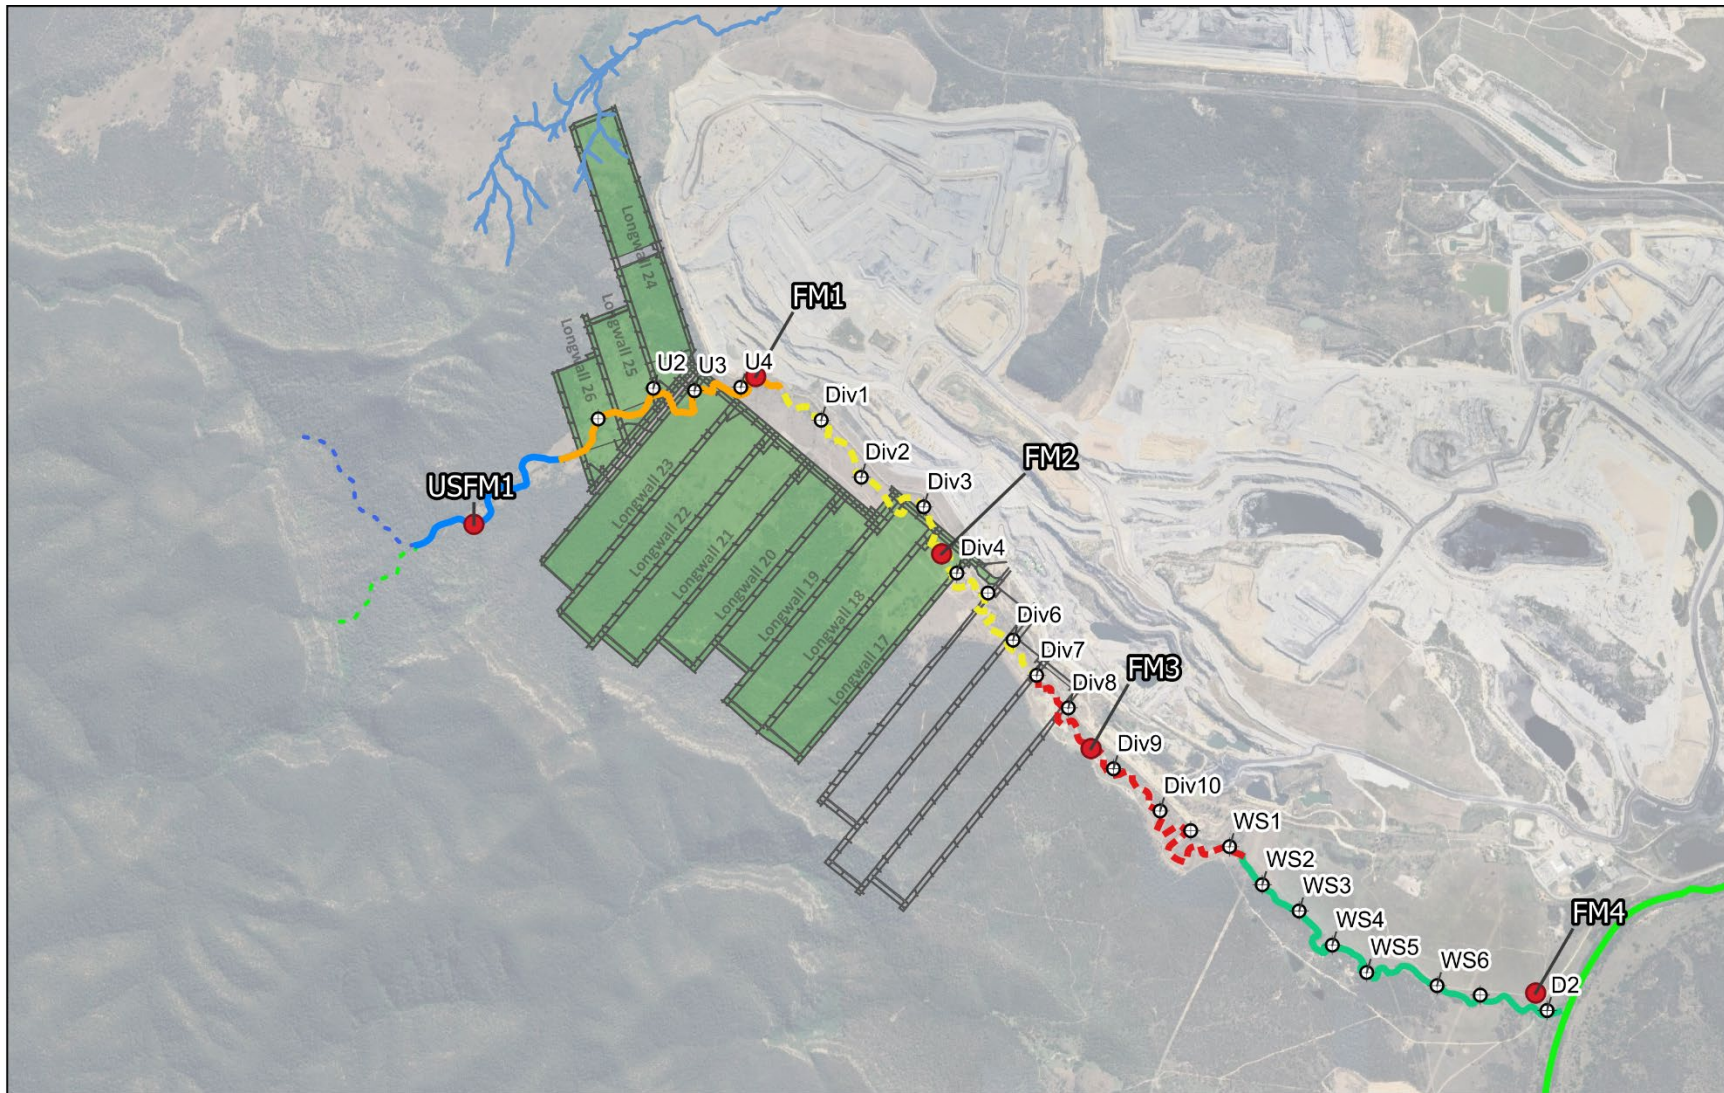 Longwall 24
FM1
Longwall 25
Longwall 26
U2
U3
U4
Div1
Div2
FM2
Div3
Longwall 23
USFM1
Longwall 22
Longwall 21
Div4
Longwall 20
Longwall 19
Longwall 18
Div6
Longwall 17
Div7
FM3
Div8
Div9
Div10
WS1
WS2
WS3
FM4
WS4
WS5
WS6
D2